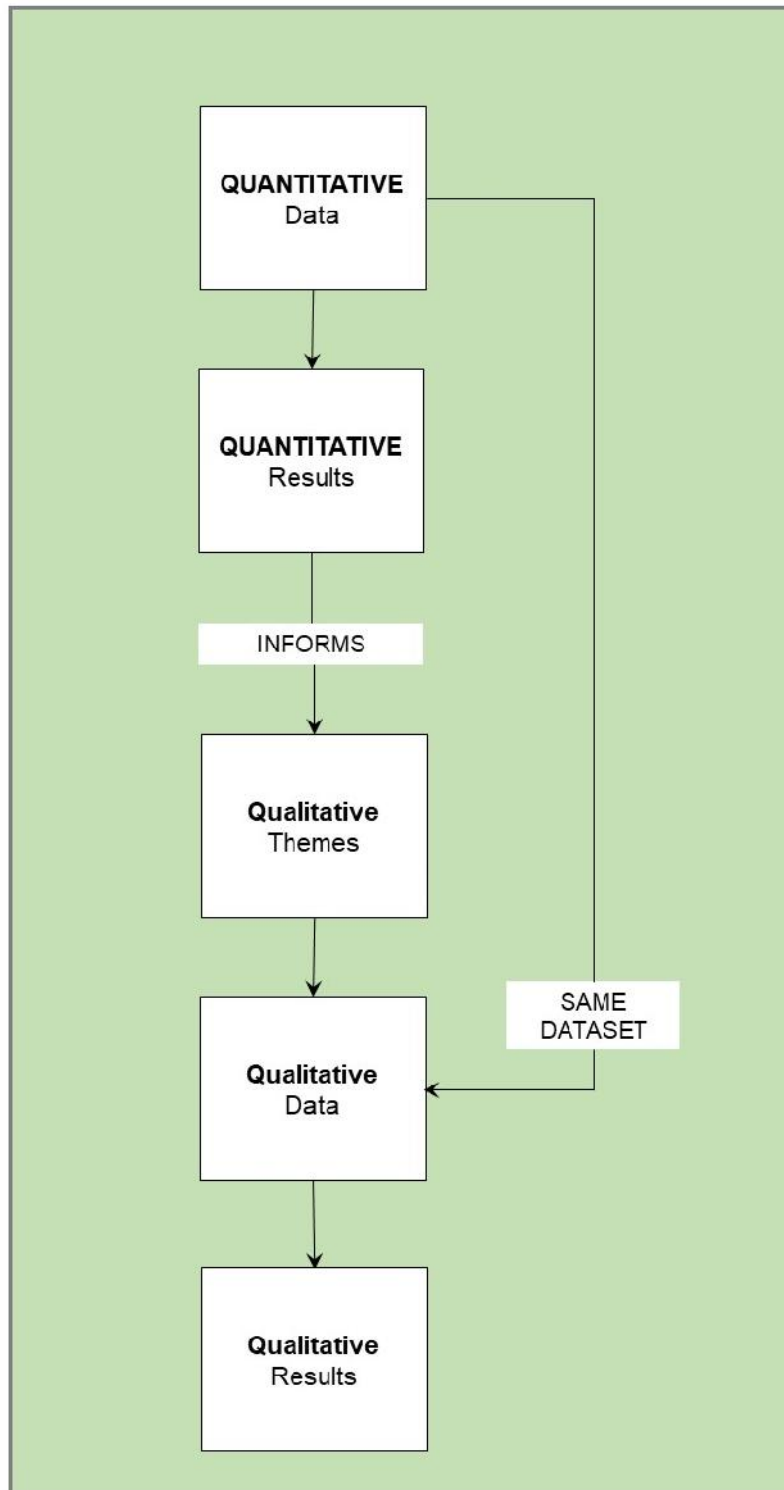 QUANTITATIVE
Data
QUANTITATIVE
Results
INFORMS
Qualitative
Themes
Qualitative
Data
SAME
DATASET
Qualitative
Results